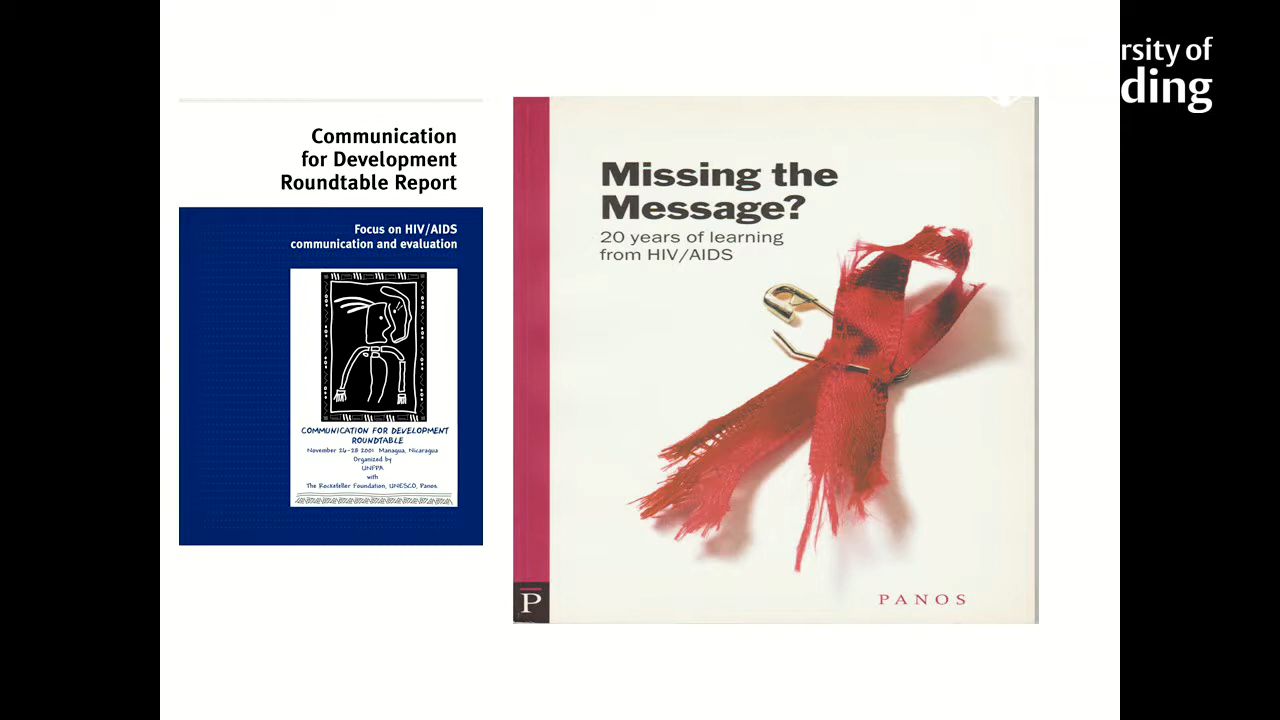 rsity of
ding
Communication
for Development
Roundtable Report
Focus on HIV/AIDS
communication and evaluation
COMMUNICATION FOR DEVELOPMENT
ROUNDTABLE
November 26-28 2001 Managua, Nicaragua
Organized by
UNFPA
with
The Rockefeller Foundation, UNESCO, Panos
Missing the
Message?
20 years of learning
from HIV/AIDS
P
PANOS